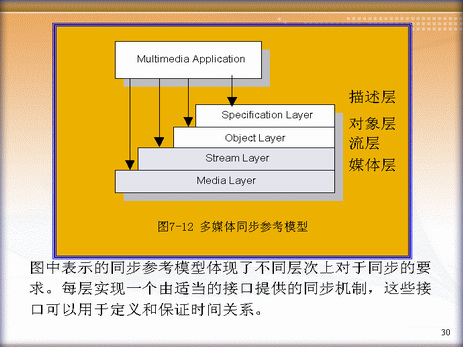 Multimedia Application
Specification Layer
描述层
Object Layer
对象层
Stream Layer
流层
Media Layer
媒体层
图7-12 多媒体同步参考模型
图中表示的同步参考模型体现了不同层次上对于同步的要
求。每层实现一个由适当的接口提供的同步机制，这些接
口可以用于定义和保证时间关系。
30